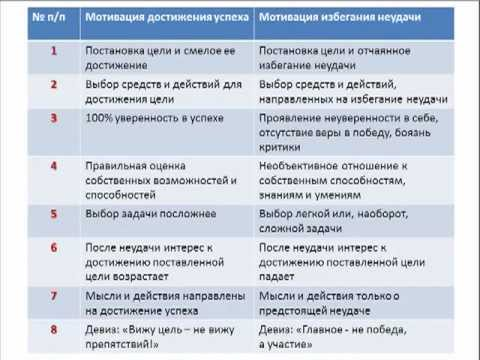 № п/п Мотивация достижения успеха Мотивация избегания неудачи
1 Постановка цели и смелое ее Постановка цели и отчаянное
достижение избегание неудачи
2 Выбор средств и действий для Выбор средств и действий,
достижения цели направленных на избегание неудачи
3 100% уверенность в успехе Проявление неуверенности в себе,
отсутствие веры в победу, боязнь
критики
4 Правильная оценка Необъективное отношение к
собственных возможностей и собственным способностям,
способностей знаниям и умениям
5 Выбор задачи посложнее Выбор легкой или, наоборот,
сложной задачи
6 После неудачи интерес к После неудачи интерес к
достижению поставленной достижению поставленной цели
цели возрастает падает
7 Мысли и действия направлены Мысли и действия только о
на достижение успеха предстоящей неудаче
8 Девиз: «Вижу цель – не вижу Девиз: «Главное - не победа,
препятствий!» а участие»